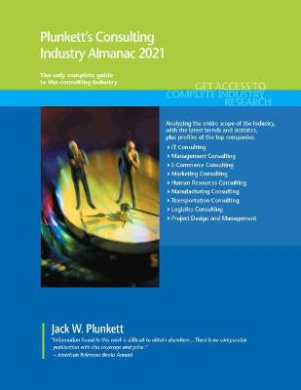 Plunkett's Consulting
Industry Almanac 2021
The only complete guide
to the consulting industry
GET ACCESS TO
COMPLETE INDUSTRY
RESEARCH
Analyzing the entire scope of the industry,
with the latest trends and statistics,
plus profiles of the top companies.
IT Consulting
Management Consulting
E-Commerce Consulting
Marketing Consulting
Human Resources Consulting
Manufacturing Consulting
Transportation Consulting
Logistics Consulting
Project Design and Management
Jack W. Plunkett
"Information found in this work is difficult to obtain elsewhere...There is no comparable
publication with this coverage and price."
– American Reference Books Annual